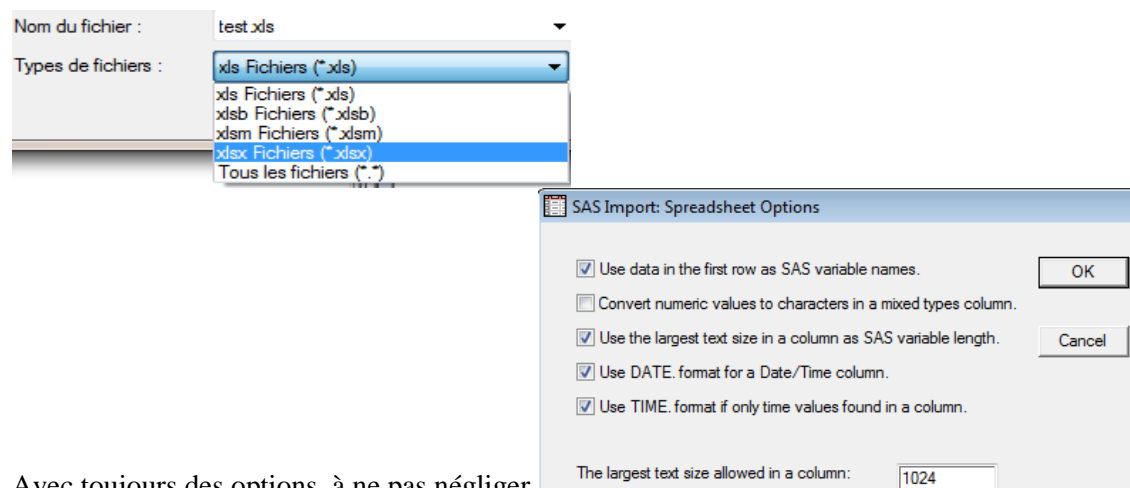 Nom du fichier : test.xls
Types de fichiers : xls Fichiers (*.xls)
xls Fichiers (*.xls)
xlsb Fichiers (*.xlsb)
xlsm Fichiers (*.xlsm)
xlsx Fichiers (*.xlsx)
Tous les fichiers (*.*)
SAS Import: Spreadsheet Options
Use data in the first row as SAS variable names.
OK
Convert numeric values to characters in a mixed types column.
Use the largest text size in a column as SAS variable length.
Cancel
Use DATE. format for a Date/Time column.
Use TIME. format if only time values found in a column.
The largest text size allowed in a column: 1024
Avec toujours des options, à ne pas négliger